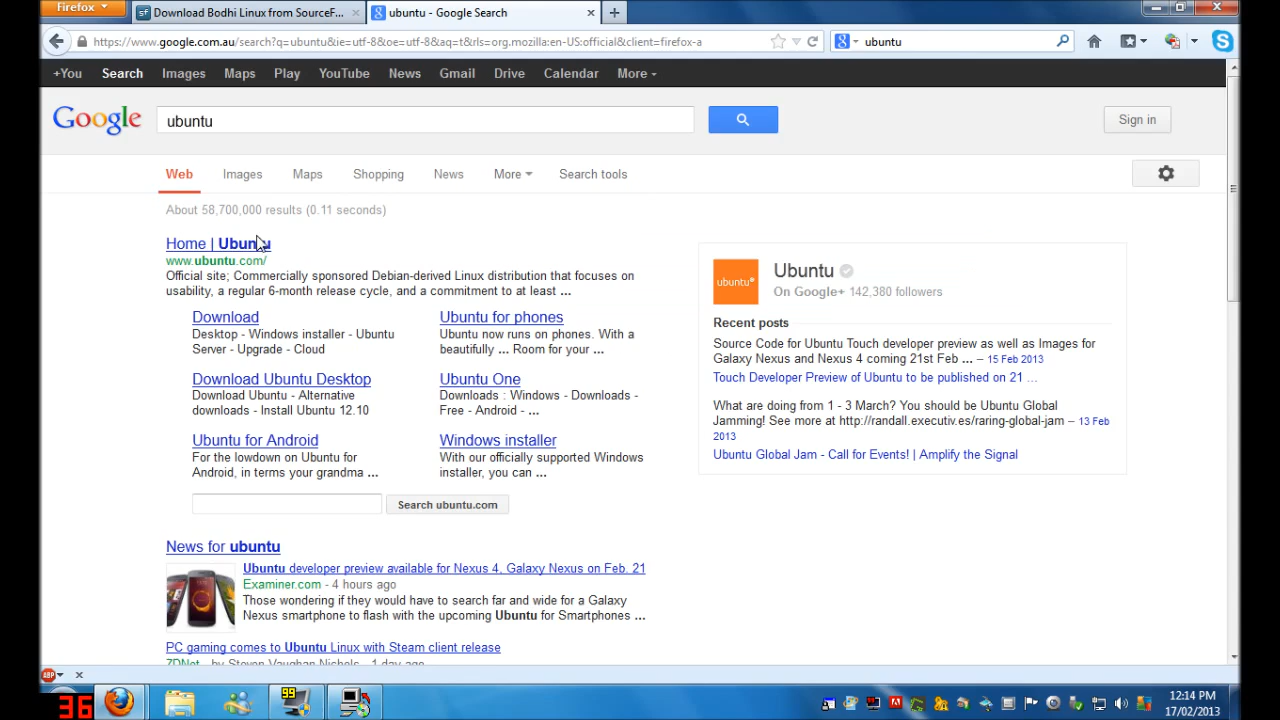 Firefox
Download Bodhi Linux from SourceF...
ubuntu - Google Search
https://www.google.com.au/search?q=ubuntu&ie=utf-8&oe=utf-8&aq=t&rls=org.mozilla:en-US:official&client=firefox-a
ubuntu
+You Search Images Maps Play YouTube News Gmail Drive Calendar More
Google
ubuntu
Sign in
Web Images Maps Shopping News More Search tools
About 58,700,000 results (0.11 seconds)
Home | Ubuntu
www.ubuntu.com/
Official site; Commercially sponsored Debian-derived Linux distribution that focuses on
usability, a regular 6-month release cycle, and a commitment to at least ...
Download
Desktop - Windows installer - Ubuntu
Server - Upgrade - Cloud
Ubuntu for phones
Ubuntu now runs on phones. With a
beautifully ... Room for your ...
Download Ubuntu Desktop
Download Ubuntu - Alternative
downloads - Install Ubuntu 12.10
Ubuntu One
Downloads : Windows - Downloads -
Free - Android - ...
Ubuntu for Android
For the lowdown on Ubuntu for
Android, in terms your grandma ...
Windows installer
With our officially supported Windows
installer, you can ...
Search ubuntu.com
News for ubuntu
Ubuntu developer preview available for Nexus 4, Galaxy Nexus on Feb. 21
Examiner.com - 4 hours ago
Those wondering if they would have to search far and wide for a Galaxy
Nexus smartphone to flash with the upcoming Ubuntu for Smartphones ...
PC gaming comes to Ubuntu Linux with Steam client release
ZDNet - by Steven Vaughan Nichols - 1 day ago
ubuntu®
Ubuntu
On Google+ 142,380 followers
Recent posts
Source Code for Ubuntu Touch developer preview as well as Images for
Galaxy Nexus and Nexus 4 coming 21st Feb ... – 15 Feb 2013
Touch Developer Preview of Ubuntu to be published on 21 ...
What are doing from 1 - 3 March? You should be Ubuntu Global
Jamming! See more at http://randall.executiv.es/raring-global-jam – 13 Feb
2013
Ubuntu Global Jam - Call for Events! | Amplify the Signal
ABP
36
99
12:14 PM
17/02/2013